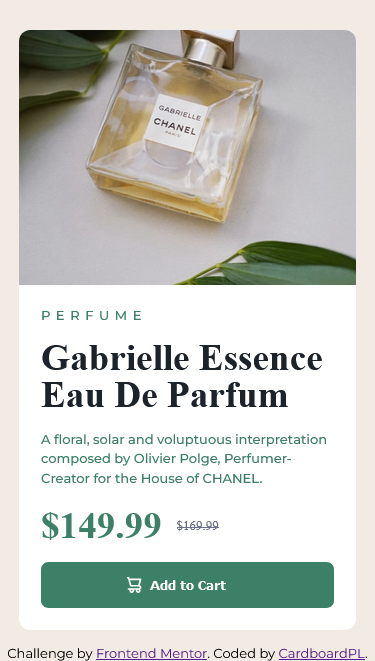 GABRIELLE
CHANEL
PARIS
PERFUME
Gabrielle Essence
Eau De Parfum
A floral, solar and voluptuous interpretation
composed by Olivier Polge, Perfumer-
Creator for the House of CHANEL.
$149.99 $169.99
Add to Cart
Challenge by Frontend Mentor. Coded by CardboardPL.